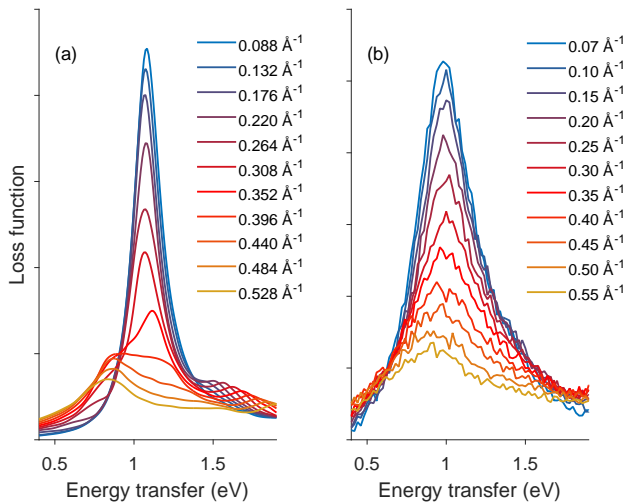 (a)
0.088 Å⁻¹
0.132 Å⁻¹
0.176 Å⁻¹
0.220 Å⁻¹
0.264 Å⁻¹
0.308 Å⁻¹
0.352 Å⁻¹
0.396 Å⁻¹
0.440 Å⁻¹
0.484 Å⁻¹
0.528 Å⁻¹
Loss function
0.5 1 1.5
Energy transfer (eV)
(b)
0.07 Å⁻¹
0.10 Å⁻¹
0.15 Å⁻¹
0.20 Å⁻¹
0.25 Å⁻¹
0.30 Å⁻¹
0.35 Å⁻¹
0.40 Å⁻¹
0.45 Å⁻¹
0.50 Å⁻¹
0.55 Å⁻¹
0.5 1 1.5
Energy transfer (eV)